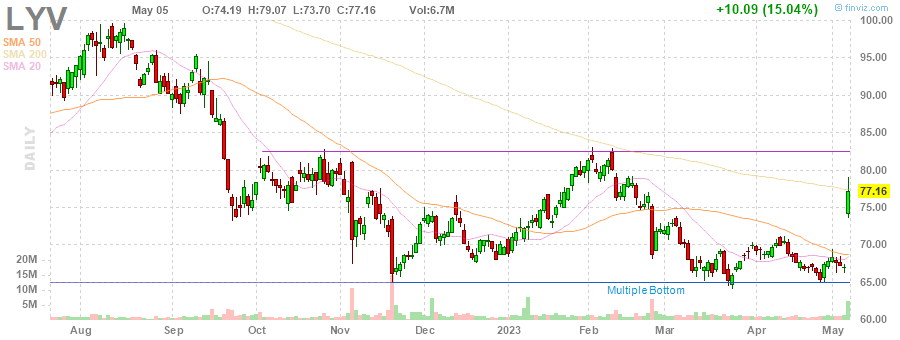 LYV May 05 O:74.19 H:79.07 L:73.70 C:77.16 Vol:6.7M +10.09 (15.04%) © finviz.com
SMA 50
SMA 200
SMA 20
DAILY
100.00
95.00
90.00
85.00
80.00
77.16
75.00
70.00
65.00
60.00
20M
15M
10M
5M
Multiple Bottom
Aug Sep Oct Nov Dec 2023 Feb Mar Apr May